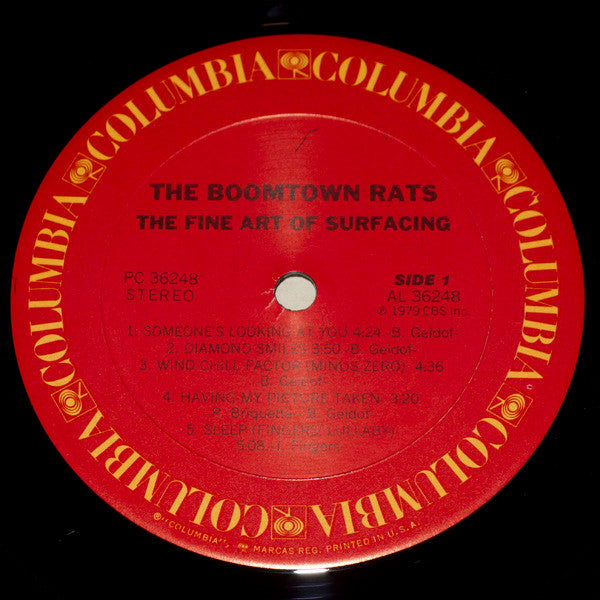 COLUMBIA COLUMBIA COLUMBIA COLUMBIA COLUMBIA COLUMBIA COLUMBIA COLUMBIA
THE BOOMTOWN RATS
THE FINE ART OF SURFACING
PC 36248
STEREO
SIDE 1
AL 36248
℗ 1979 CBS Inc.
1. SOMEONE'S LOOKING AT YOU 4:24 -B. Geldof-
2. DIAMOND SMILES 3:50 -B. Geldof-
3. WIND CHILL FACTOR (MINUS ZERO) 4:36
-B. Geldof-
4. HAVING MY PICTURE TAKEN 3:20
-P. Briquette - B. Geldof-
5. SLEEP (FINGERS' LULLABY)
5:08 -J. Fingers-
®"COLUMBIA", MARCAS REG. PRINTED IN U.S.A.